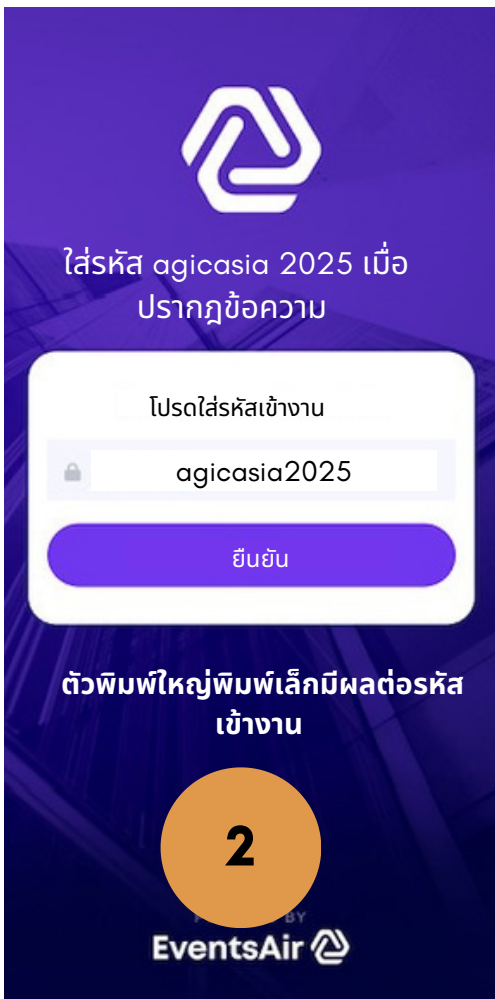 ใส่รหัส agicasia 2025 เมื่อ
ปรากฎข้อความ
โปรดใส่รหัสเข้างาน
agicasia2025
ยืนยัน
ตัวพิมพ์ใหญ่พิมพ์เล็กมีผลต่อรหัส
เข้างาน
2
BY
EventsAir